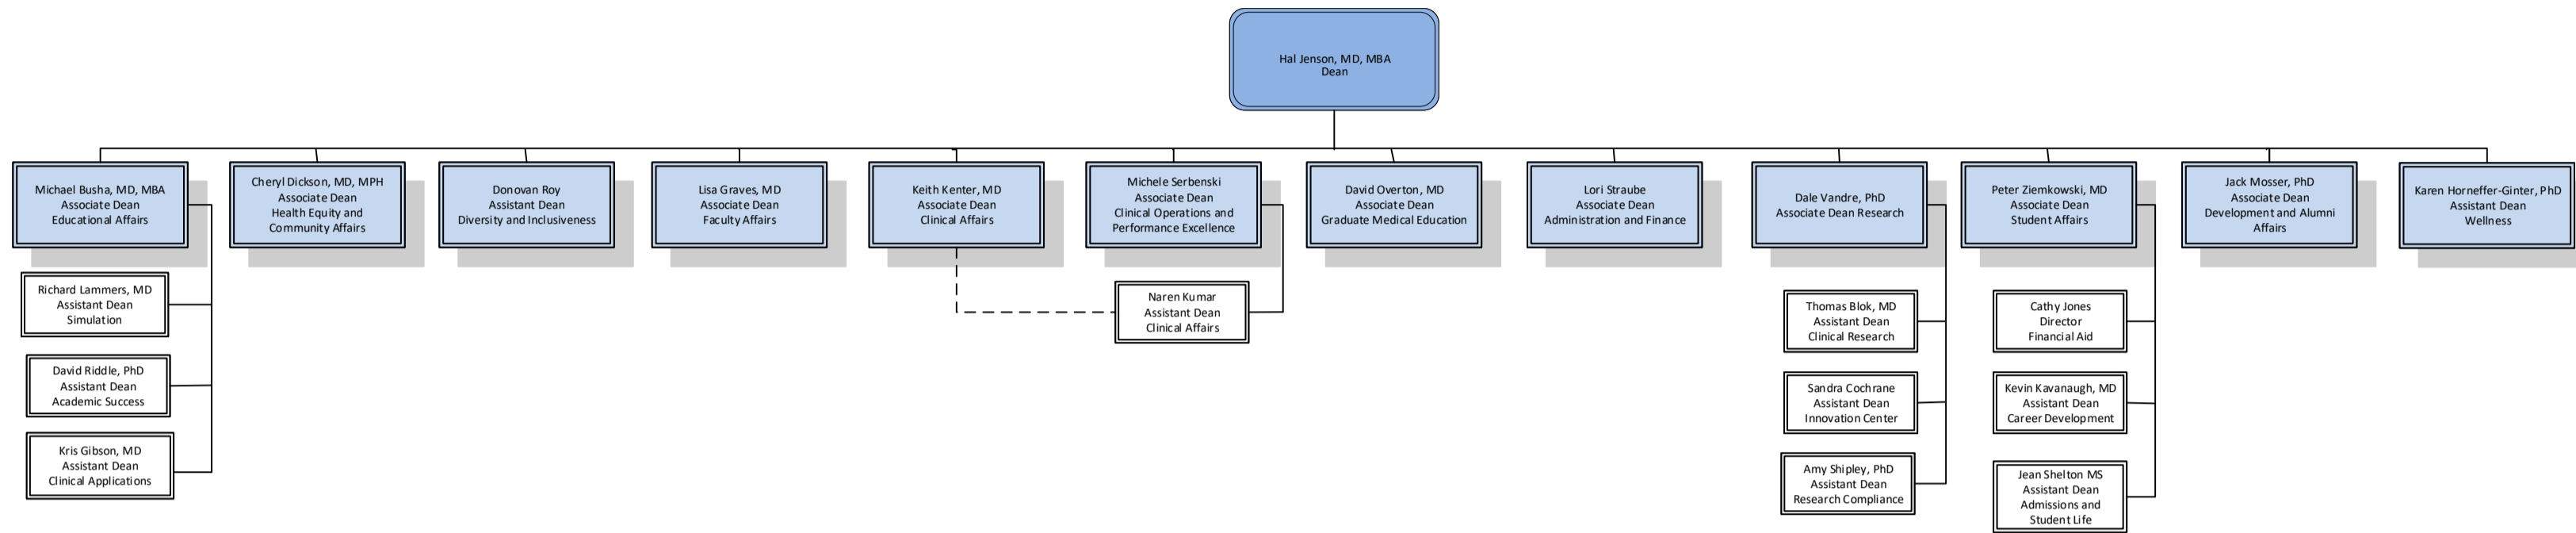 Hal Jenson, MD, MBA
Dean
Michael Busha, MD, MBA
Associate Dean
Educational Affairs
Cheryl Dickson, MD, MPH
Associate Dean
Health Equity and
Community Affairs
Donovan Roy
Assistant Dean
Diversity and Inclusiveness
Lisa Graves, MD
Associate Dean
Faculty Affairs
Keith Kenter, MD
Associate Dean
Clinical Affairs
Michele Serbenski
Associate Dean
Clinical Operations and
Performance Excellence
David Overton, MD
Associate Dean
Graduate Medical Education
Lori Straube
Associate Dean
Administration and Finance
Dale Vandre, PhD
Associate Dean Research
Peter Ziemkowski, MD
Associate Dean
Student Affairs
Jack Mosser, PhD
Associate Dean
Development and Alumni
Affairs
Karen Horneffer-Ginter, PhD
Assistant Dean
Wellness
Richard Lammers, MD
Assistant Dean
Simulation
David Riddle, PhD
Assistant Dean
Academic Success
Kris Gibson, MD
Assistant Dean
Clinical Applications
Naren Kumar
Assistant Dean
Clinical Affairs
Thomas Blok, MD
Assistant Dean
Clinical Research
Sandra Cochrane
Assistant Dean
Innovation Center
Amy Shipley, PhD
Assistant Dean
Research Compliance
Cathy Jones
Director
Financial Aid
Kevin Kavanaugh, MD
Assistant Dean
Career Development
Jean Shelton MS
Assistant Dean
Admissions and
Student Life